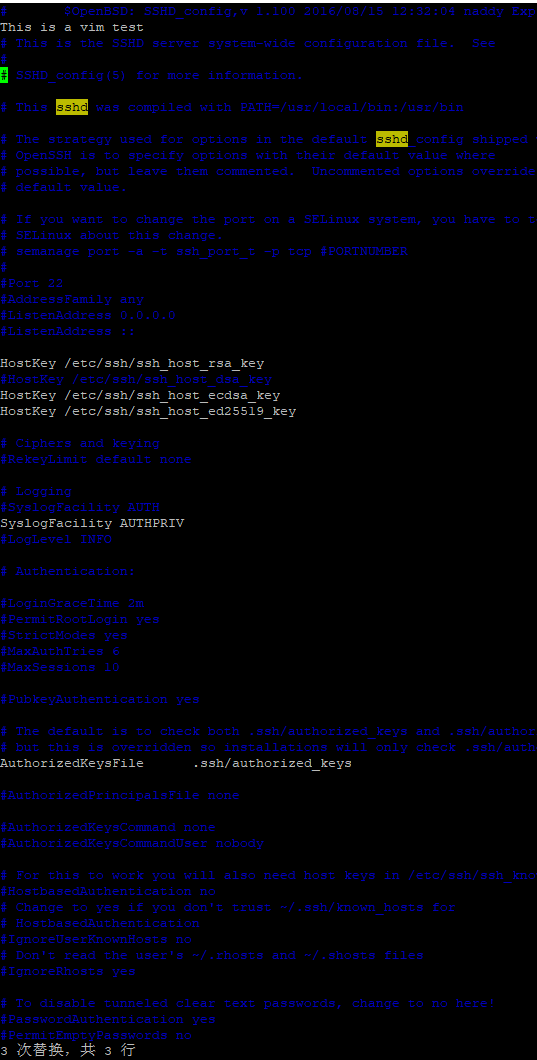 #       $OpenBSD: SSHD_config,v 1.100 2016/08/15 12:32:04 naddy Exp
This is a vim test
# This is the SSHD server system-wide configuration file.  See
#
# SSHD_config(5) for more information.
# This sshd was compiled with PATH=/usr/local/bin:/usr/bin
# The strategy used for options in the default sshd_config shipped
# OpenSSH is to specify options with their default value where
# possible, but leave them commented.  Uncommented options override
# default value.
# If you want to change the port on a SELinux system, you have to
# SELinux about this change.
# semanage port -a -t ssh_port_t -p tcp #PORTNUMBER
#
#Port 22
#AddressFamily any
#ListenAddress 0.0.0.0
#ListenAddress ::
HostKey /etc/ssh/ssh_host_rsa_key
#HostKey /etc/ssh/ssh_host_dsa_key
HostKey /etc/ssh/ssh_host_ecdsa_key
HostKey /etc/ssh/ssh_host_ed25519_key
# Ciphers and keying
#RekeyLimit default none
# Logging
#SyslogFacility AUTH
SyslogFacility AUTHPRIV
#LogLevel INFO
# Authentication:
#LoginGraceTime 2m
#PermitRootLogin yes
#StrictModes yes
#MaxAuthTries 6
#MaxSessions 10
#PubkeyAuthentication yes
# The default is to check both .ssh/authorized_keys and .ssh/author
# but this is overridden so installations will only check .ssh/auth
AuthorizedKeysFile      .ssh/authorized_keys
#AuthorizedPrincipalsFile none
#AuthorizedKeysCommand none
#AuthorizedKeysCommandUser nobody
# For this to work you will also need host keys in /etc/ssh/ssh_kno
#HostbasedAuthentication no
# Change to yes if you don't trust ~/.ssh/known_hosts for
# HostbasedAuthentication
#IgnoreUserKnownHosts no
# Don't read the user's ~/.rhosts and ~/.shosts files
#IgnoreRhosts yes
# To disable tunneled clear text passwords, change to no here!
#PasswordAuthentication yes
#PermitEmptyPasswords no
3 次替换，共 3 行